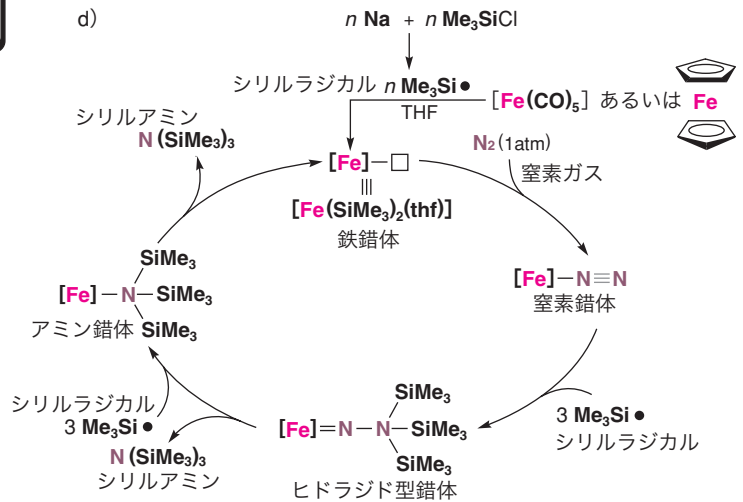 d)
n Na + n Me₃SiCl
シリルラジカル n Me₃Si●
THF
[Fe(CO)₅] あるいは Fe
シリルアミン
N(SiMe₃)₃
N₂(1atm)
窒素ガス
[Fe]—□
≡
[Fe(SiMe₃)₂(thf)]
鉄錯体
[Fe]—N≡N
窒素錯体
SiMe₃
[Fe]—N—SiMe₃
アミン錯体 SiMe₃
シリルラジカル
3 Me₃Si●
N(SiMe₃)₃
シリルアミン
SiMe₃
[Fe]=N—N—SiMe₃
SiMe₃
ヒドラジド型錯体
3 Me₃Si●
シリルラジカル